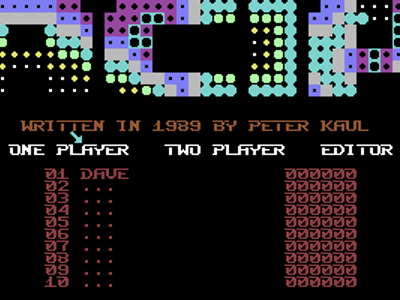 ACID
WRITTEN IN 1989 BY PETER KAUL
ONE PLAYER TWO PLAYER EDITOR
01 DAVE 000000
02 ... 000000
03 ... 000000
04 ... 000000
05 ... 000000
06 ... 000000
07 ... 000000
08 ... 000000
09 ... 000000
10 ... 000000